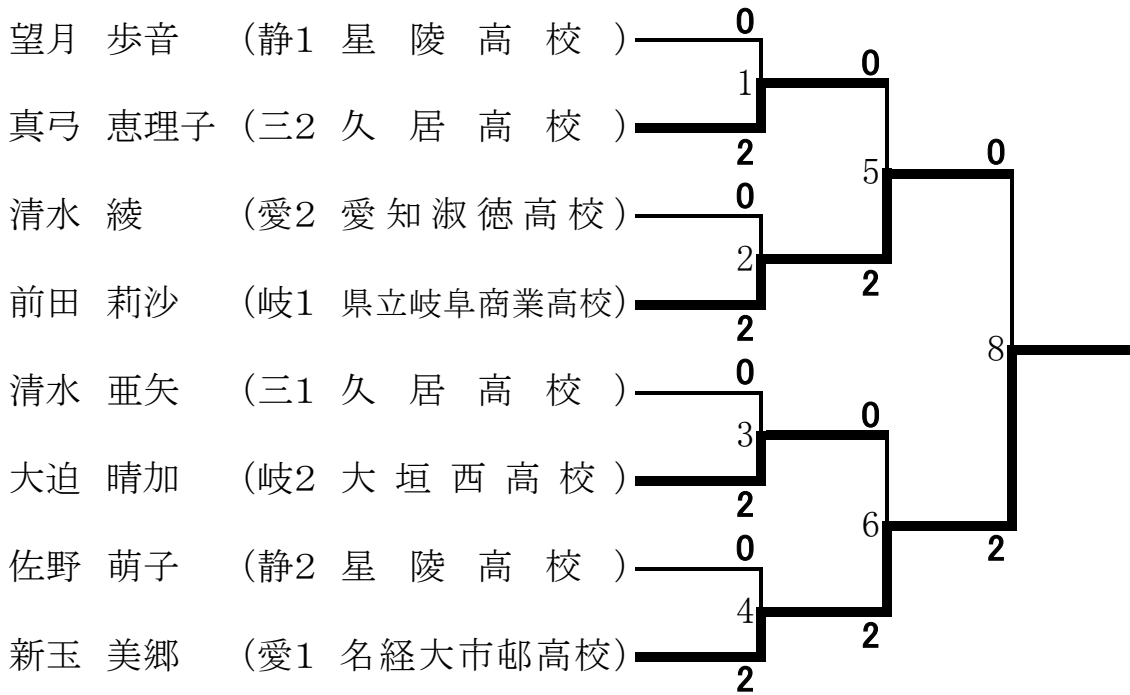 望月 歩音 (静1 星陵高校)
0
1
0
真弓 恵理子 (三2 久居高校)
2
5
0
清水 綾 (愛2 愛知淑徳高校)
0
2
2
前田 莉沙 (岐1 県立岐阜商業高校)
2
8
清水 亜矢 (三1 久居高校)
0
3
0
大迫 晴加 (岐2 大垣西高校)
2
6
2
佐野 萌子 (静2 星陵高校)
0
4
2
新玉 美郷 (愛1 名経大市邨高校)
2